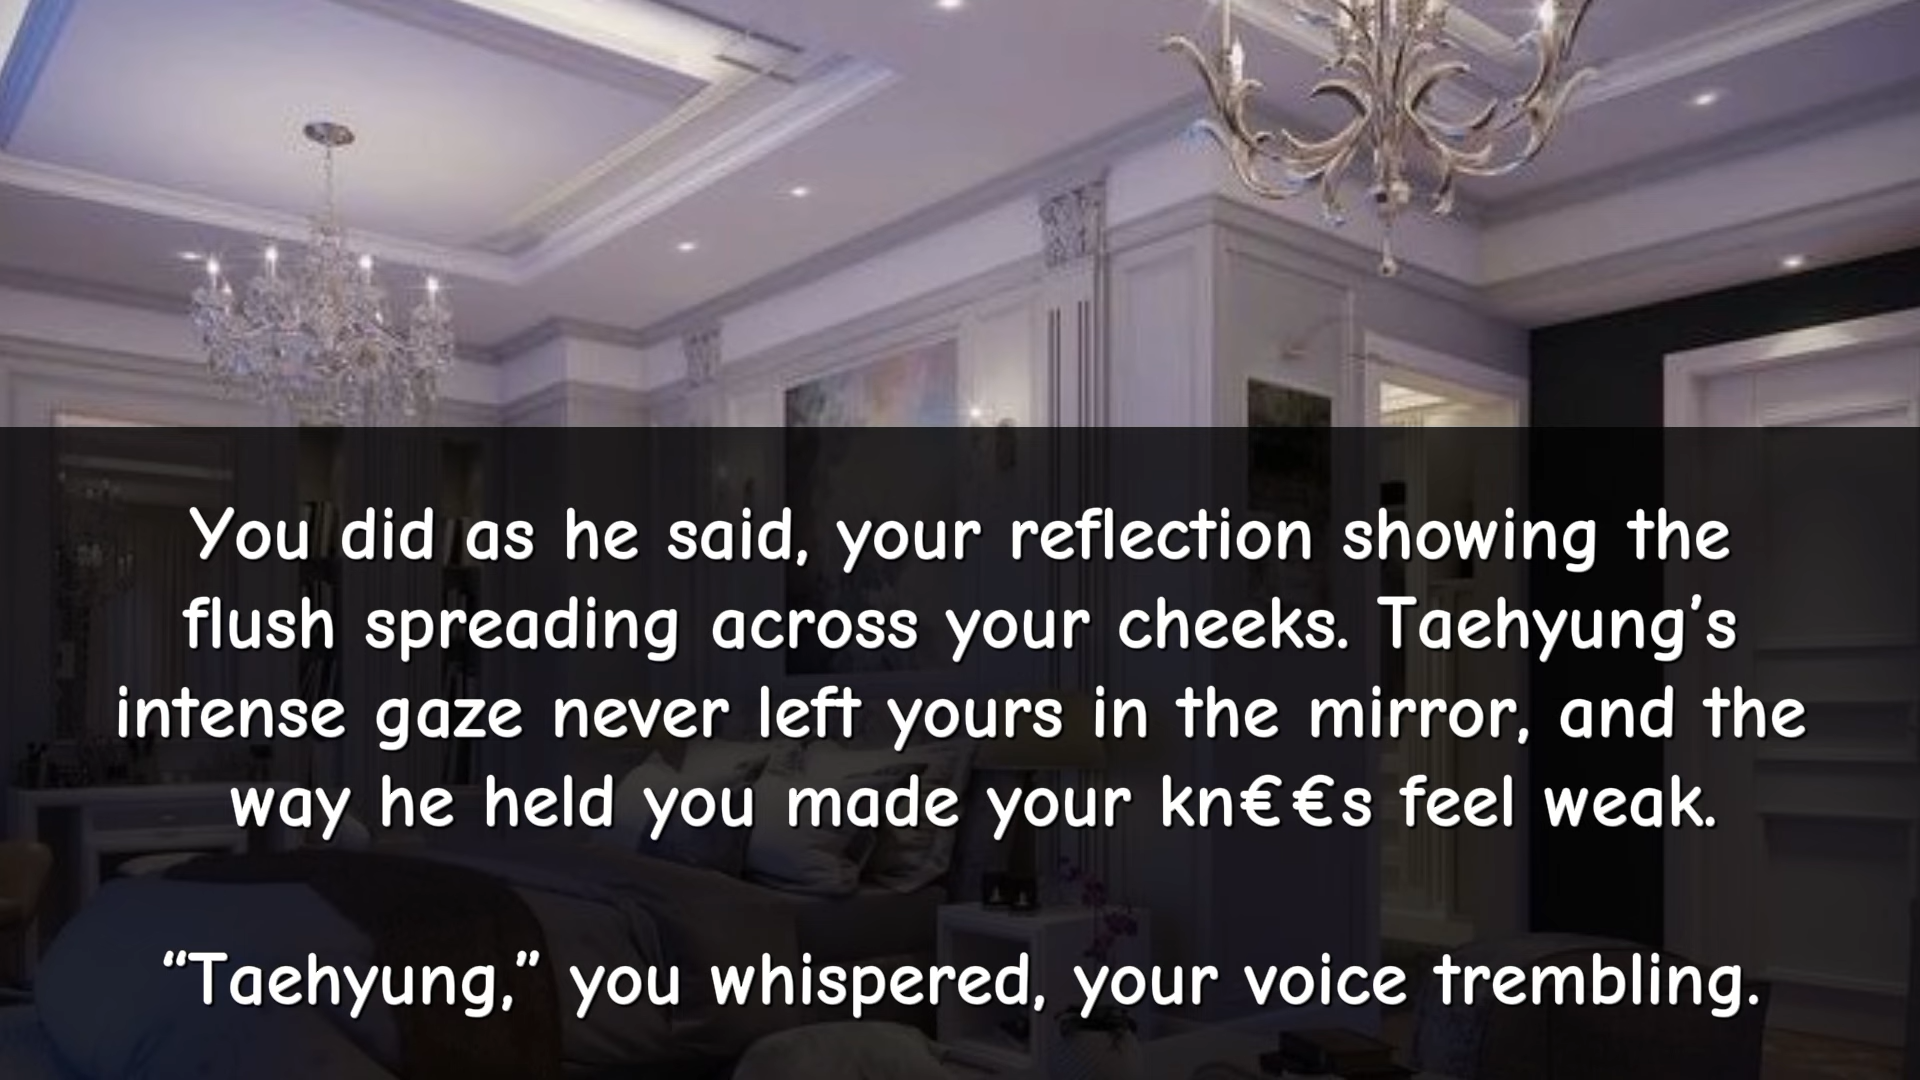 You did as he said, your reflection showing the
flush spreading across your cheeks. Taehyung’s
intense gaze never left yours in the mirror, and the
way he held you made your kn€€s feel weak.
“Taehyung,” you whispered, your voice trembling.